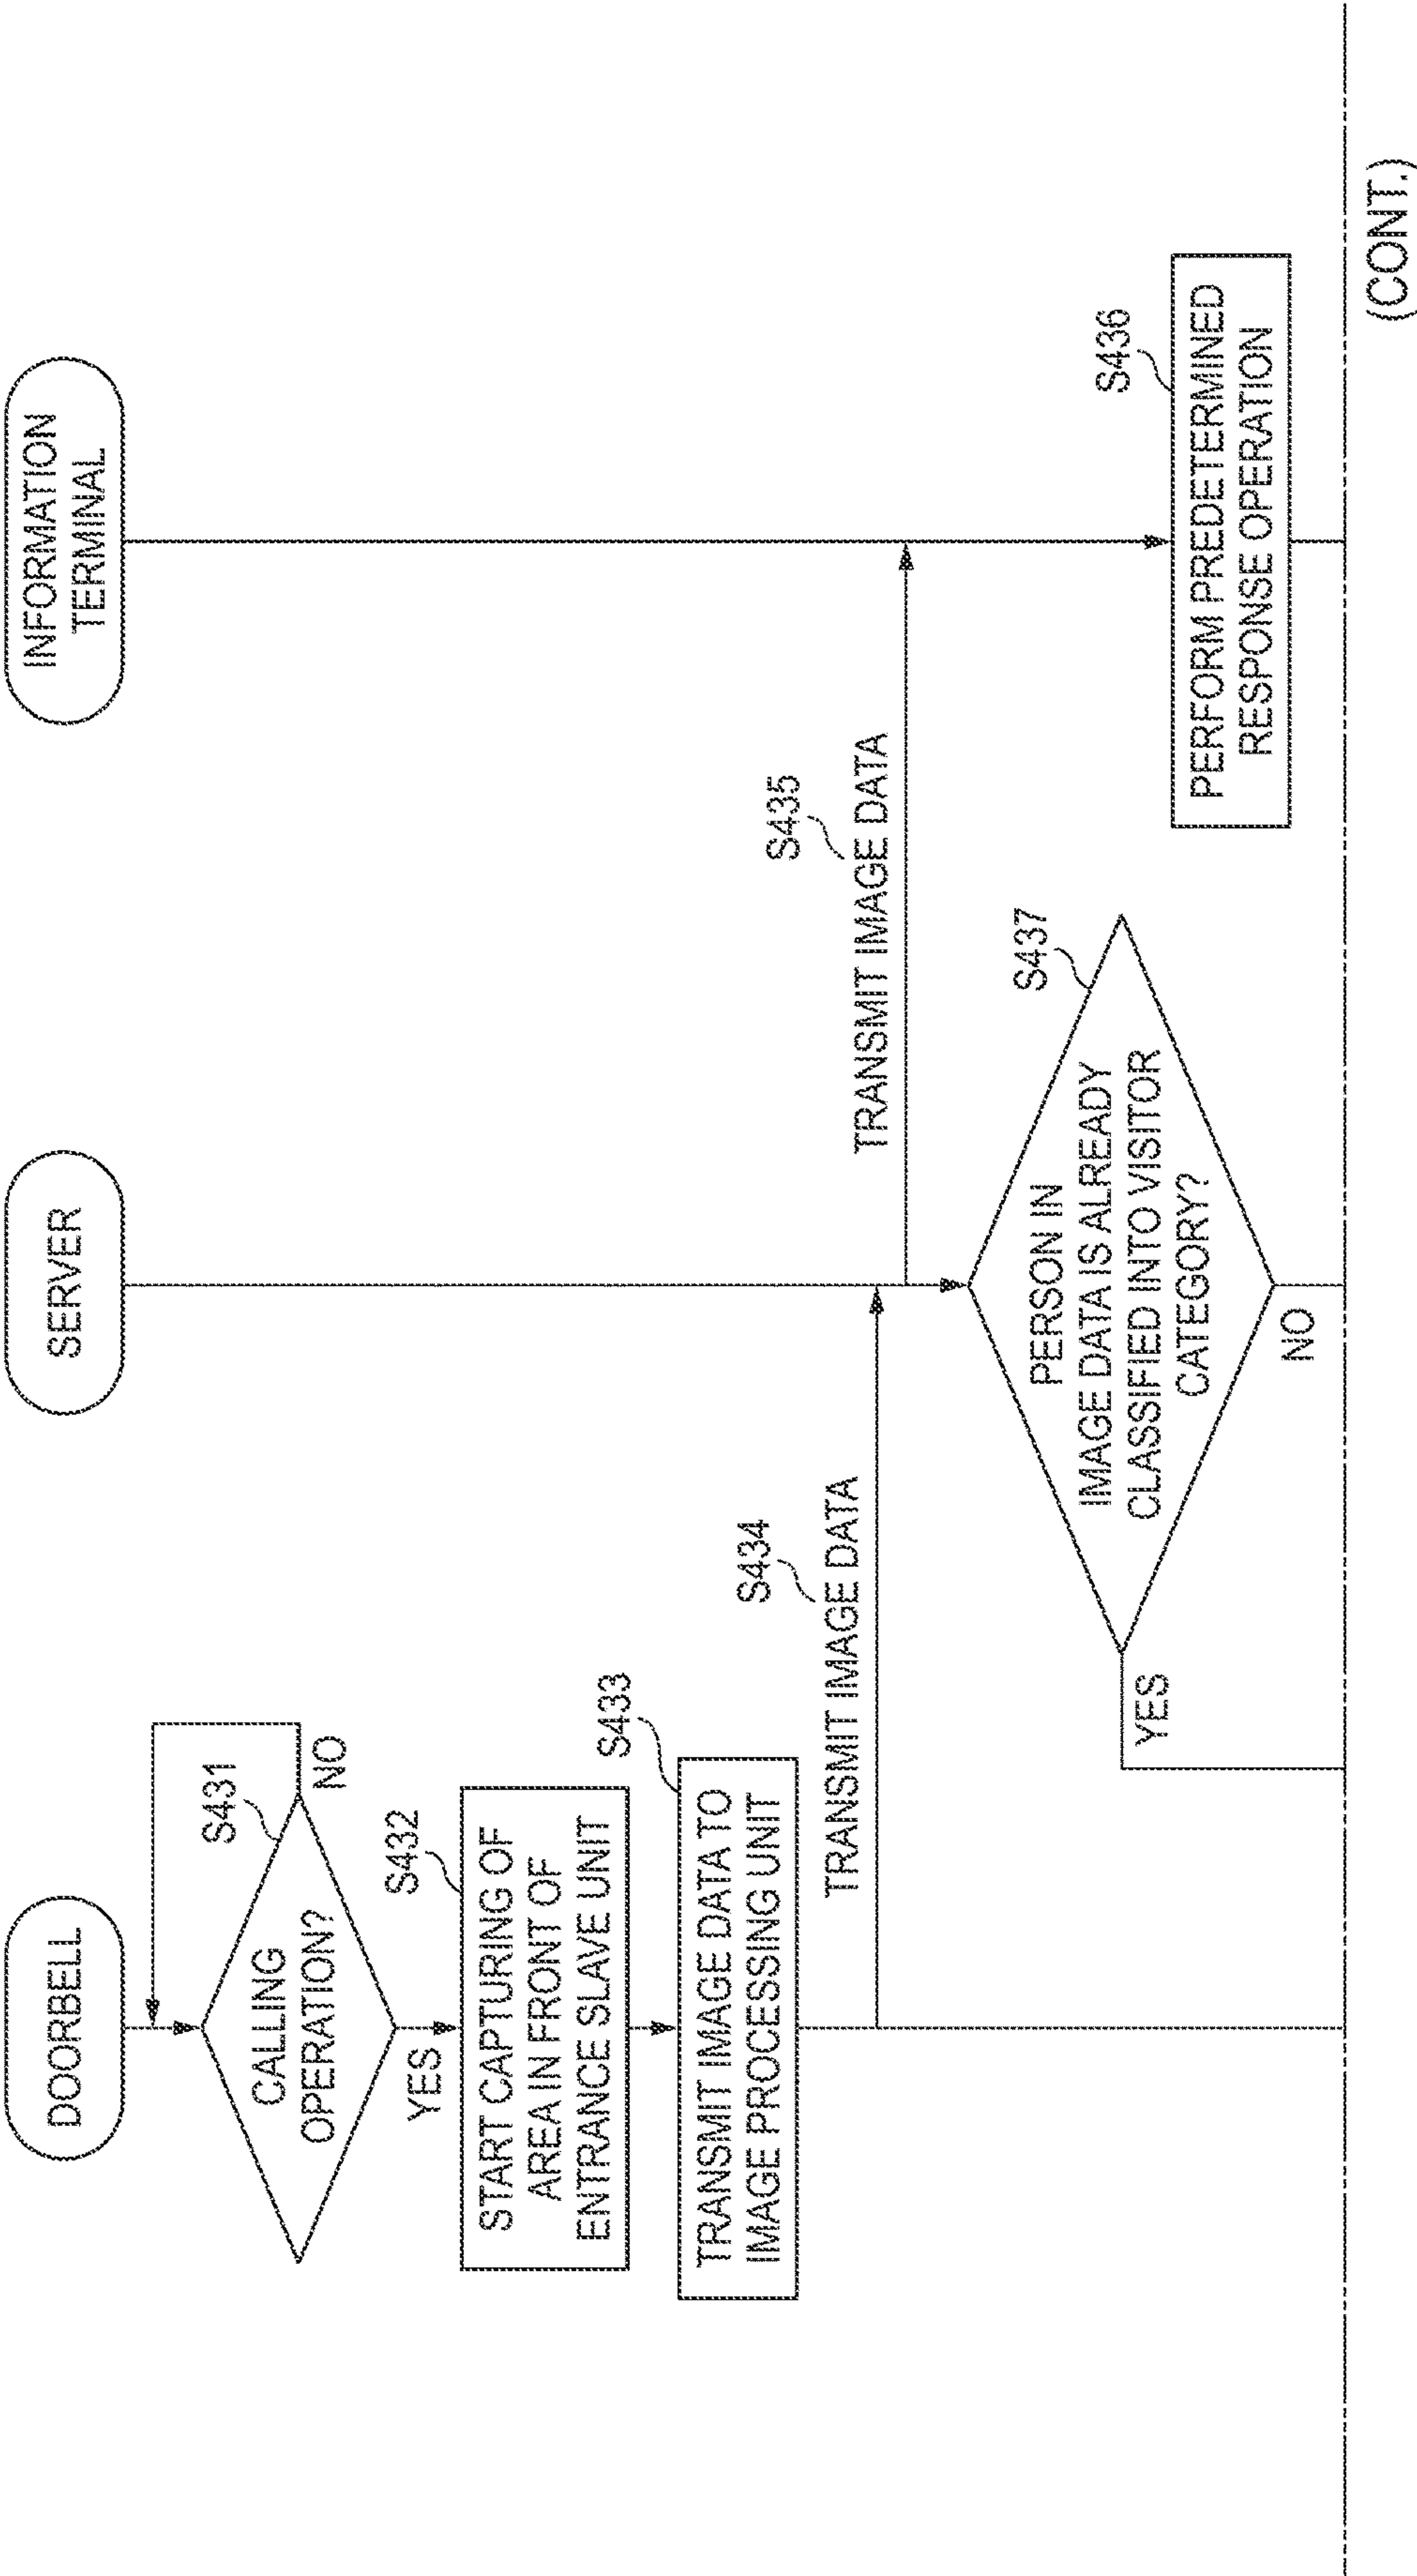 DOORBELL
SERVER
INFORMATION
TERMINAL
S431
CALLING
OPERATION?
NO
YES
S432
START CAPTURING OF
AREA IN FRONT OF
ENTRANCE SLAVE UNIT
S433
TRANSMIT IMAGE DATA TO
IMAGE PROCESSING UNIT
S434
TRANSMIT IMAGE DATA
S435
TRANSMIT IMAGE DATA
S437
PERSON IN
IMAGE DATA IS ALREADY
CLASSIFIED INTO VISITOR
CATEGORY?
YES
NO
S436
PERFORM PREDETERMINED
RESPONSE OPERATION
(CONT.)